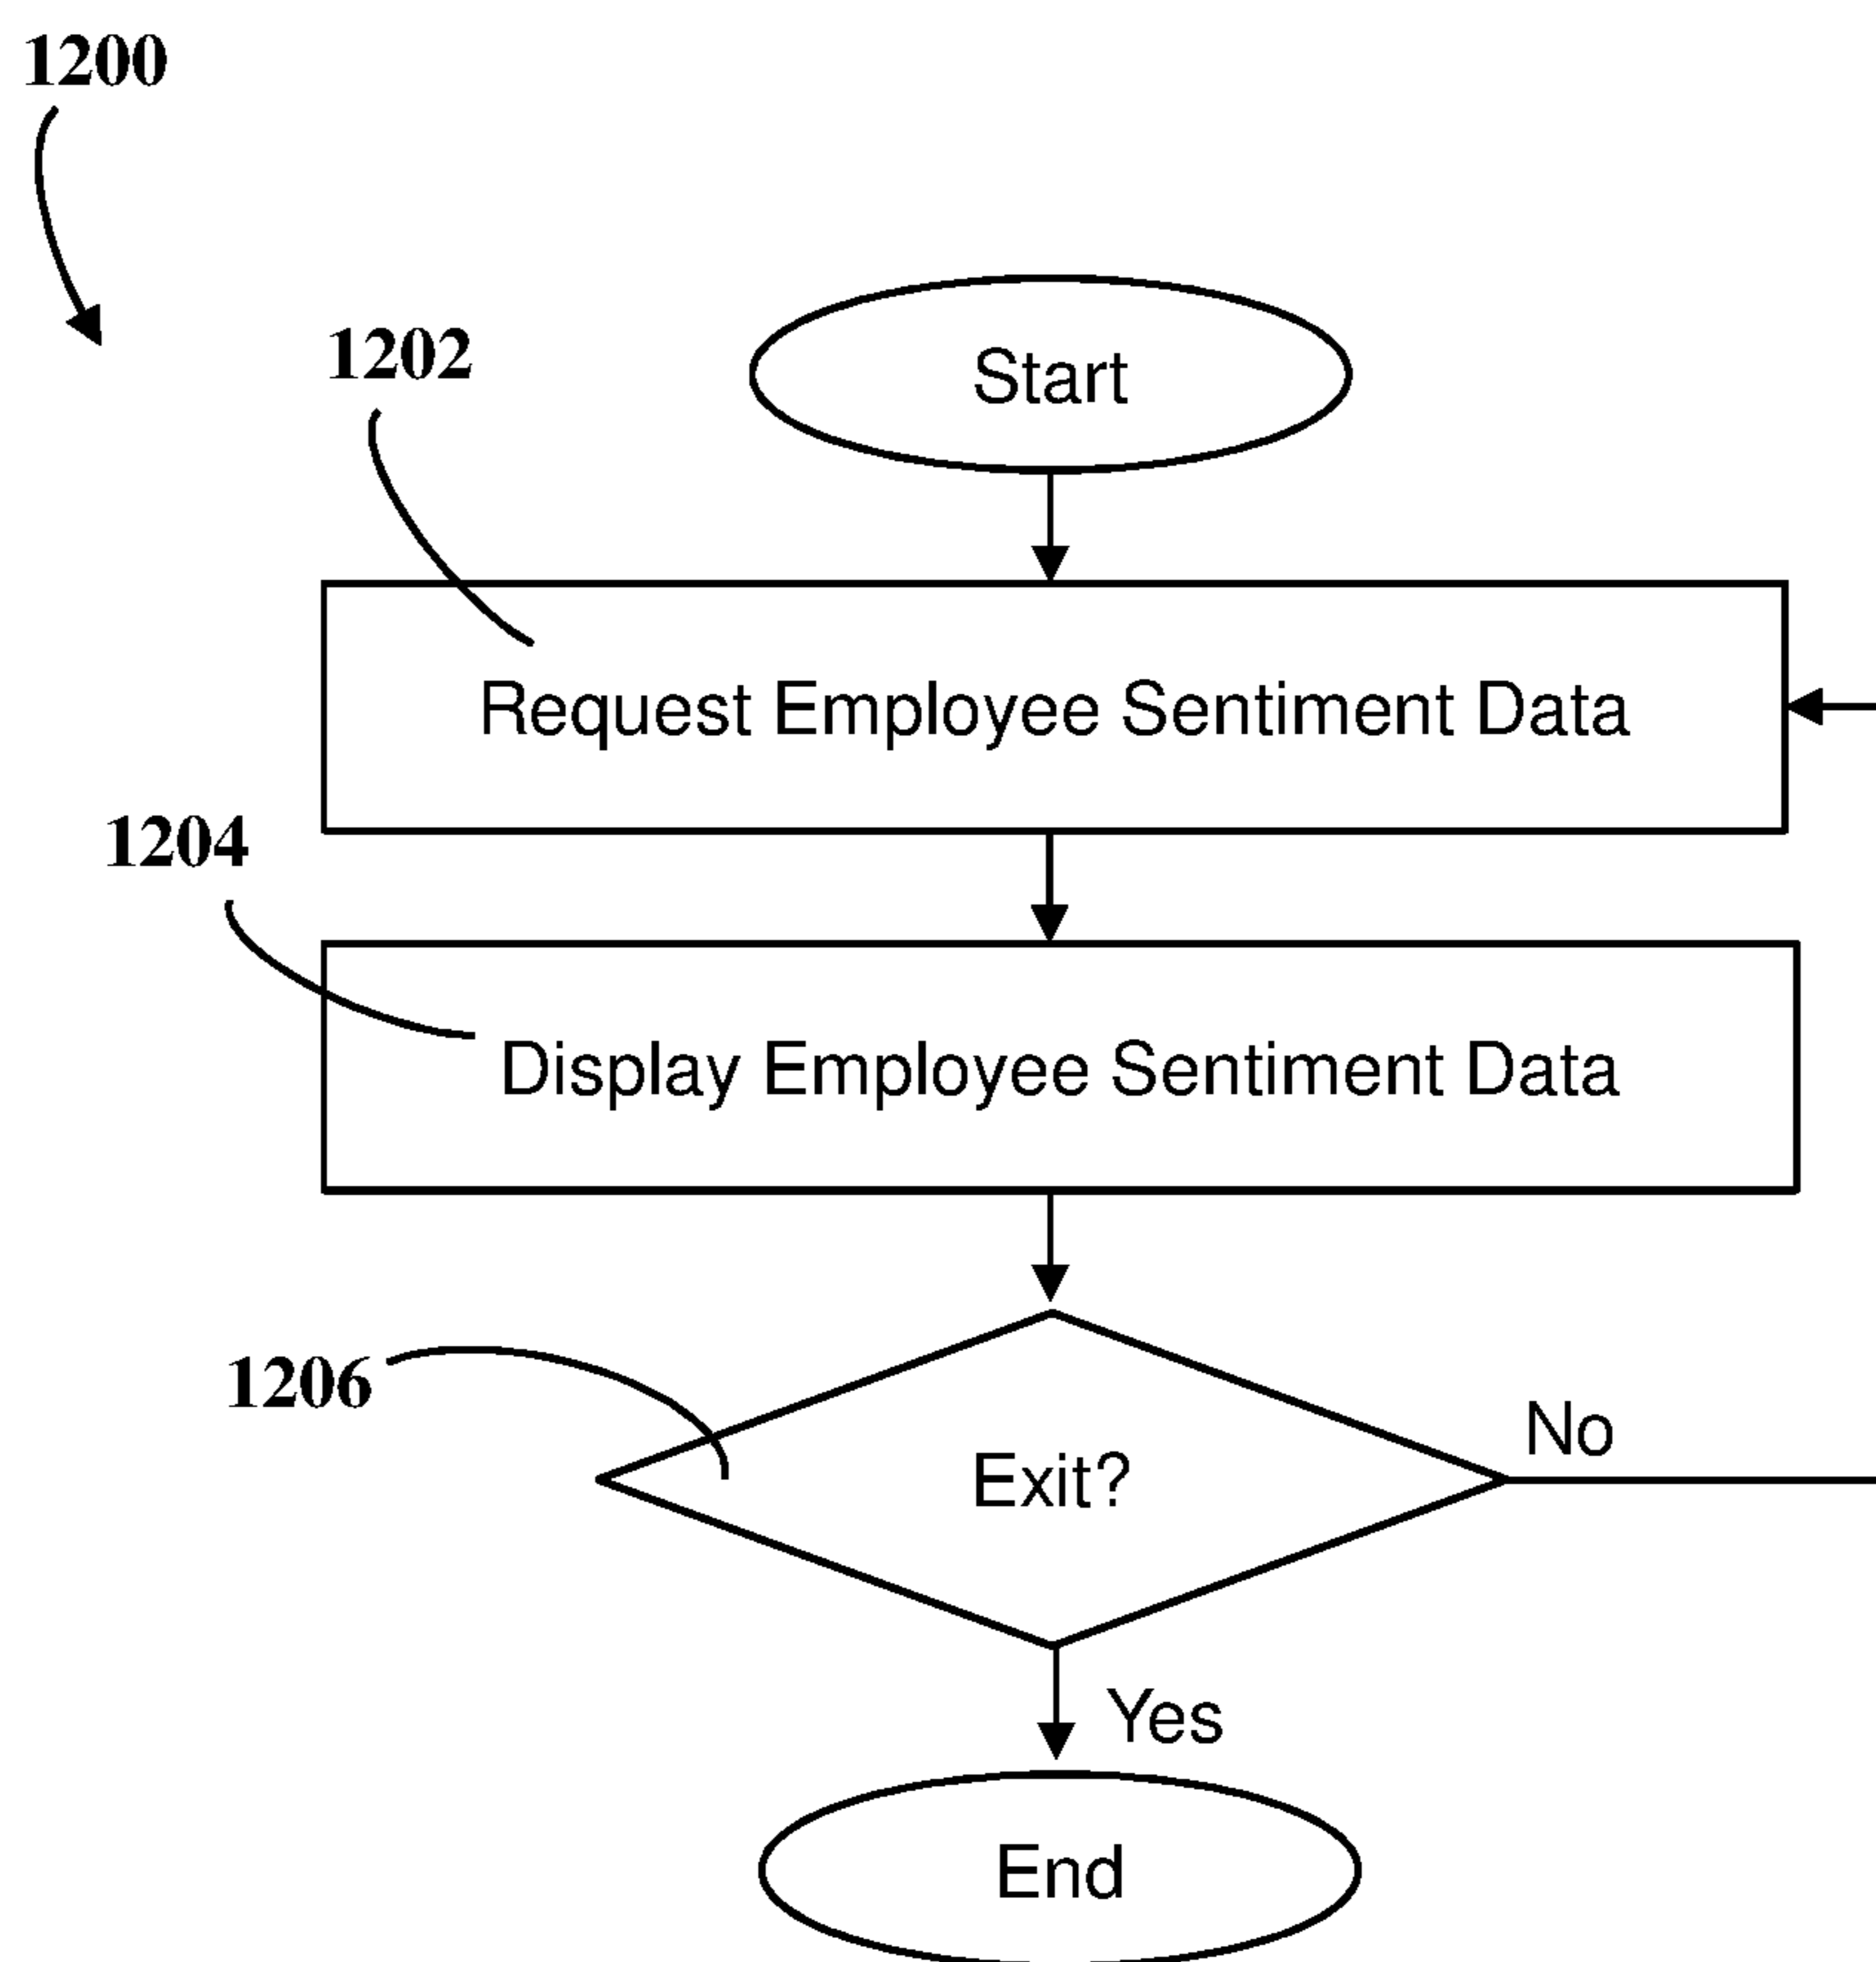 1200
1202
Start
Request Employee Sentiment Data
1204
Display Employee Sentiment Data
1206
Exit?
No
Yes
End